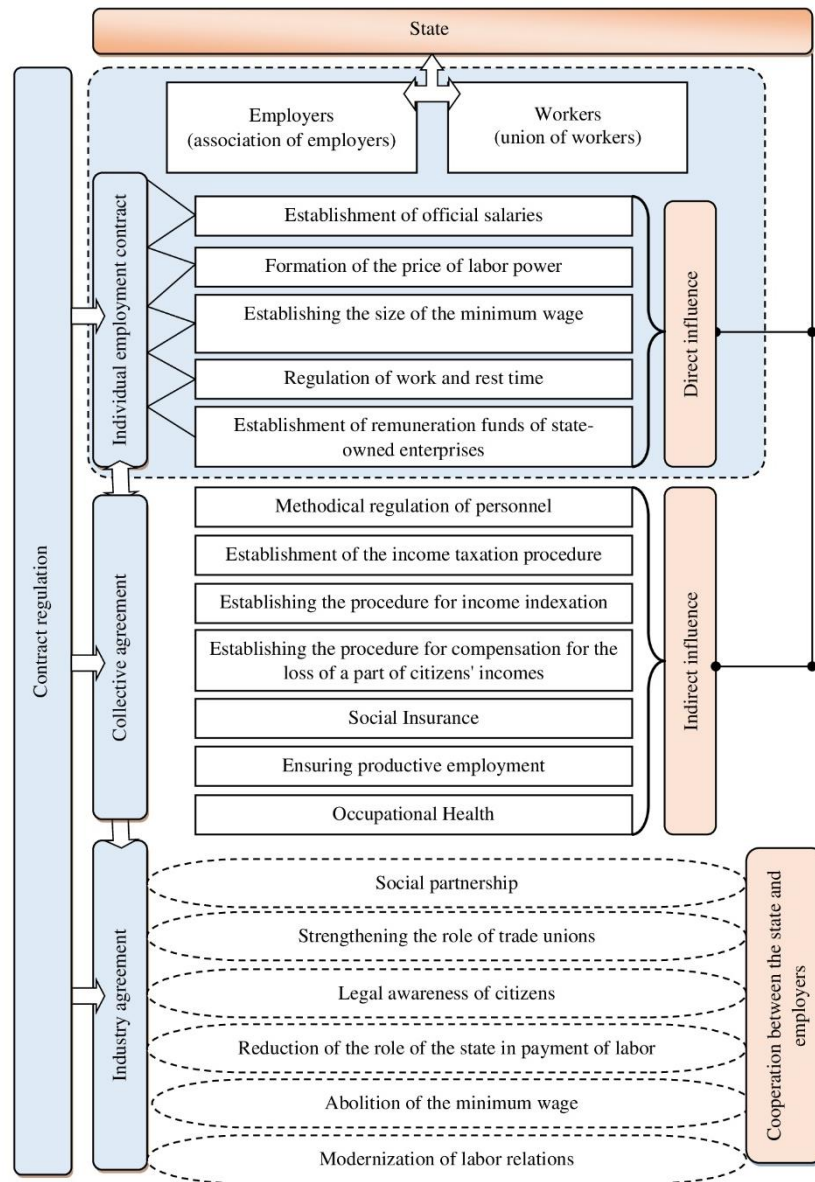 State
Employers
(association of employers)
Workers
(union of workers)
Contract regulation
Individual employment contract
Establishment of official salaries
Formation of the price of labor power
Establishing the size of the minimum wage
Regulation of work and rest time
Establishment of remuneration funds of state-
owned enterprises
Direct influence
Collective agreement
Methodical regulation of personnel
Establishment of the income taxation procedure
Establishing the procedure for income indexation
Establishing the procedure for compensation for the
loss of a part of citizens' incomes
Social Insurance
Ensuring productive employment
Occupational Health
Indirect influence
Industry agreement
Social partnership
Strengthening the role of trade unions
Legal awareness of citizens
Reduction of the role of the state in payment of labor
Abolition of the minimum wage
Modernization of labor relations
Cooperation between the state and
employers